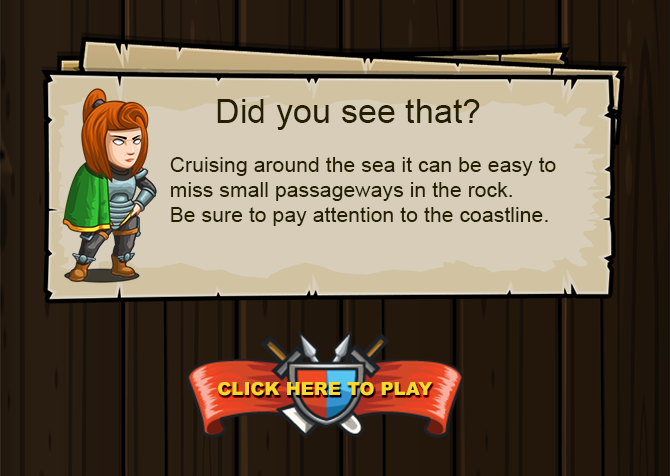 Did you see that?
Cruising around the sea it can be easy to
miss small passageways in the rock.
Be sure to pay attention to the coastline.
CLICK HERE TO PLAY